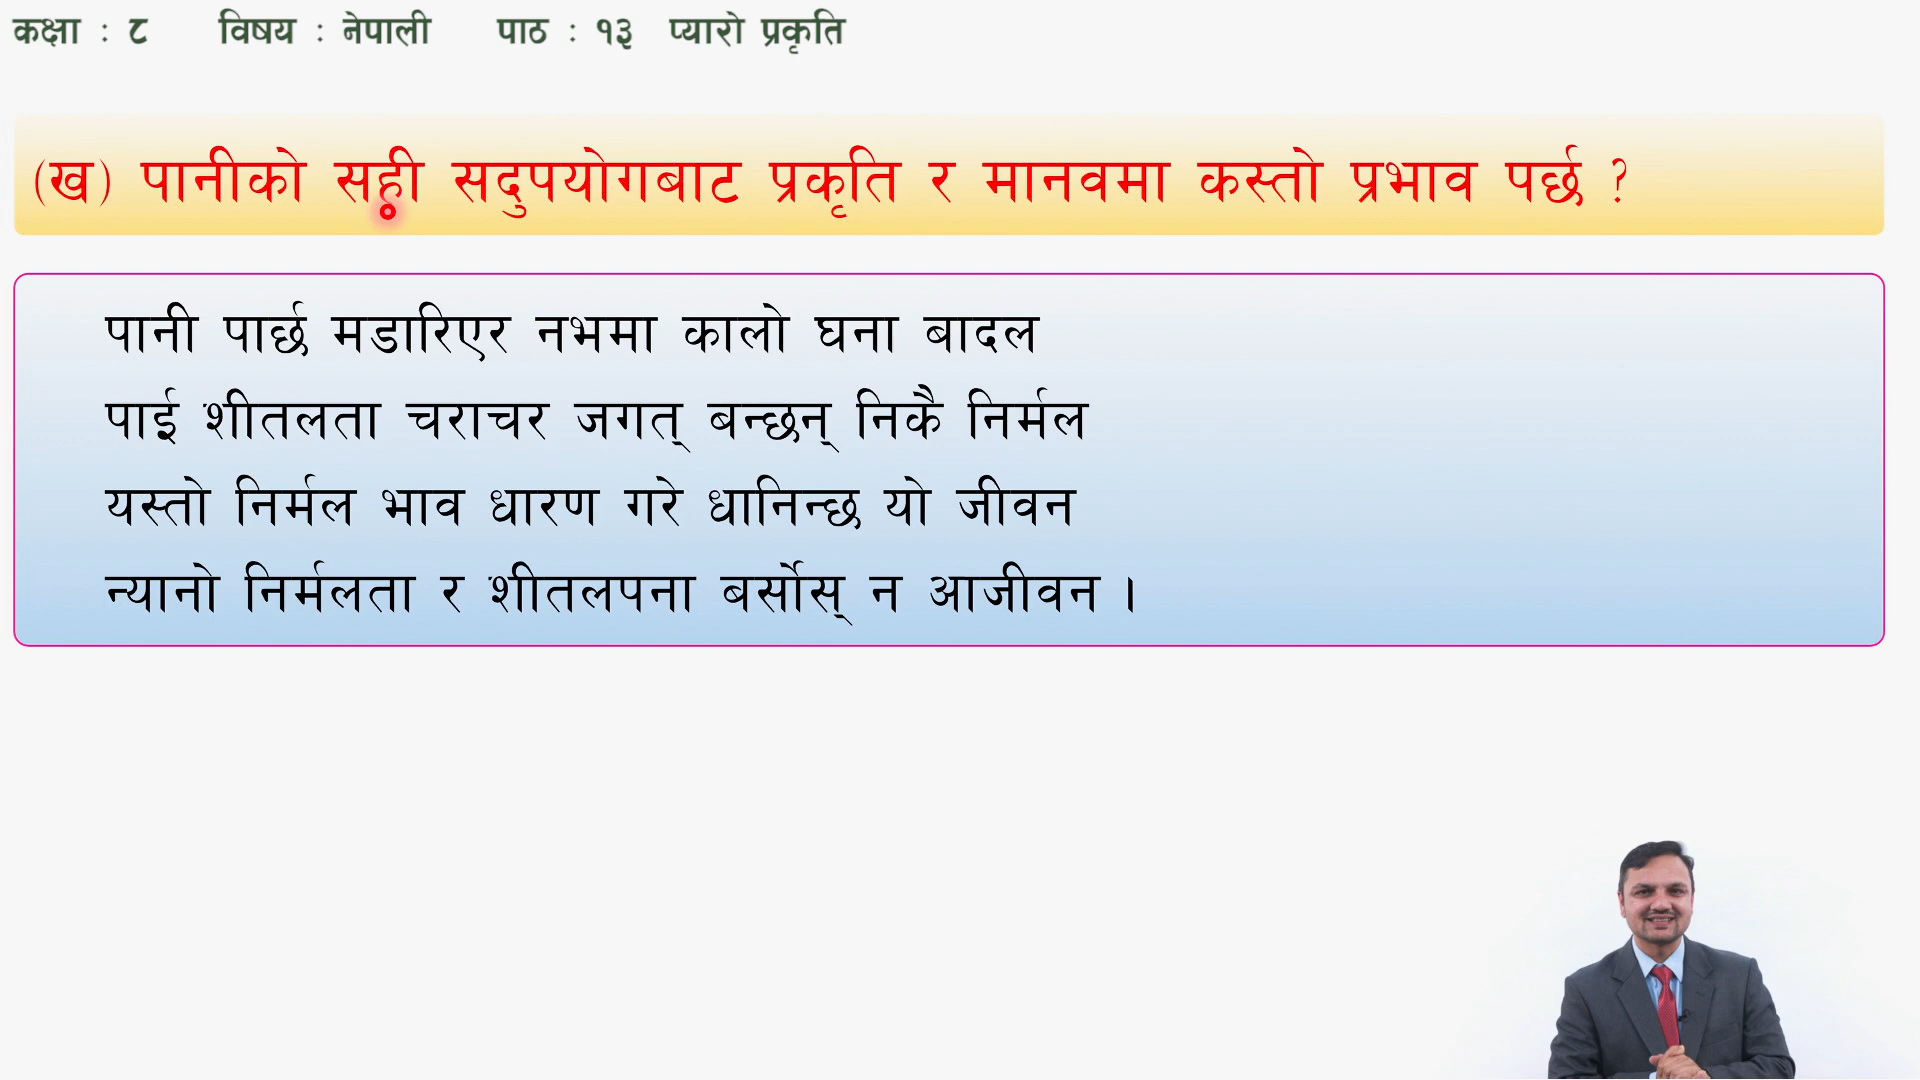 कक्षा : ८ विषय : नेपाली पाठ : १३ प्यारो प्रकृति
(ख) पानीको सही सदुपयोगबाट प्रकृति र मानवमा कस्तो प्रभाव पर्छ ?
पानी पार्छ मडारिएर नभमा कालो घना बादल
पाई शीतलता चराचर जगत् बन्छन् निकै निर्मल
यस्तो निर्मल भाव धारण गरे धानिन्छ यो जीवन
न्यानो निर्मलता र शीतलपना बर्सोस् न आजीवन ।